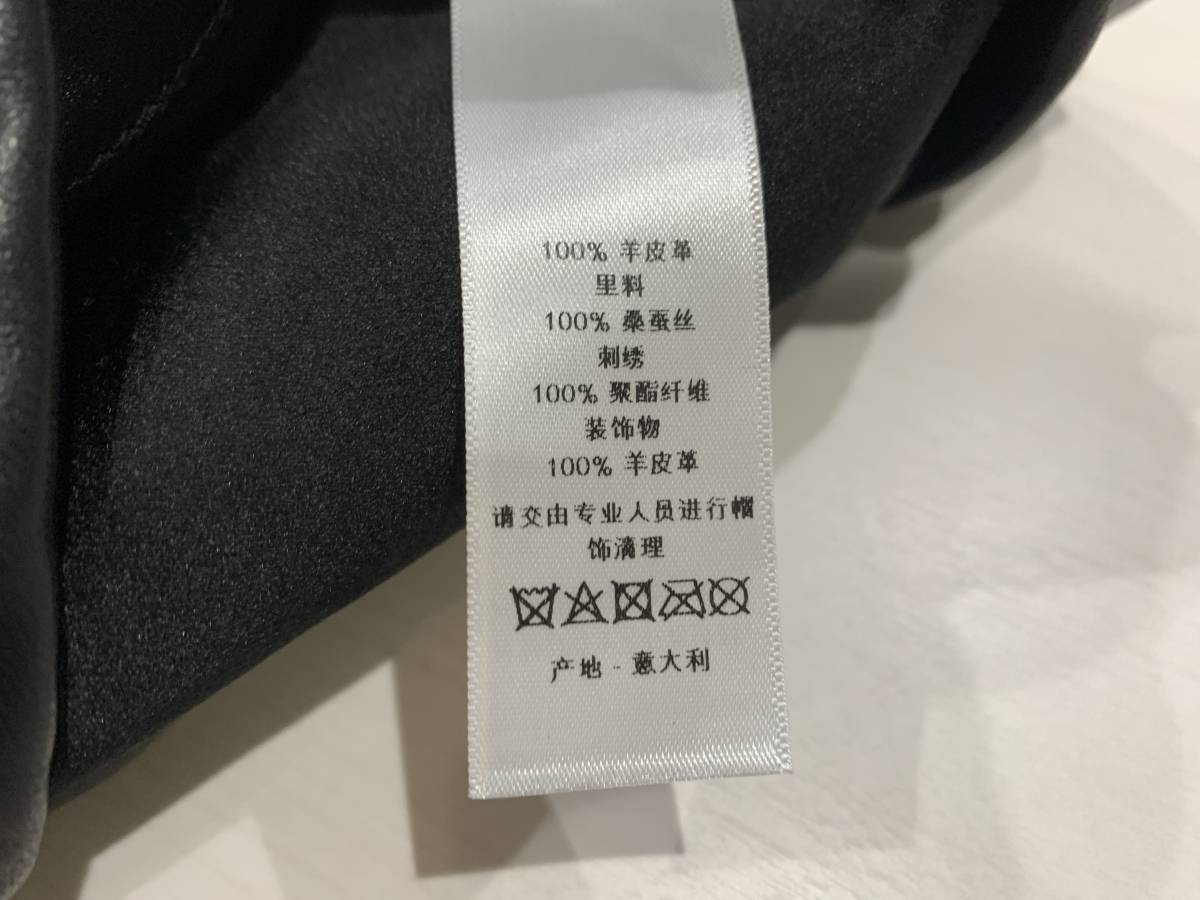 100% 羊皮革
里料
100% 桑蚕丝
刺绣
100% 聚酯纤维
装饰物
100% 羊皮革
请交由专业人员进行帽
饰清理
产地 - 意大利